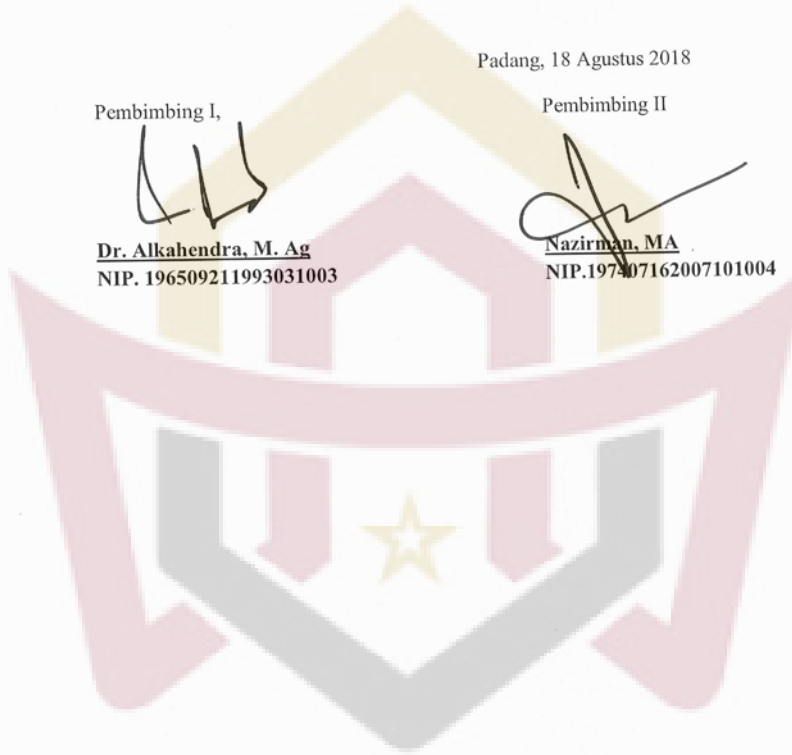 Padang, 18 Agustus 2018
Pembimbing I,
Pembimbing II
Dr. Alkahendra, M. Ag
NIP. 196509211993031003
Nazirman, MA
NIP.197407162007101004